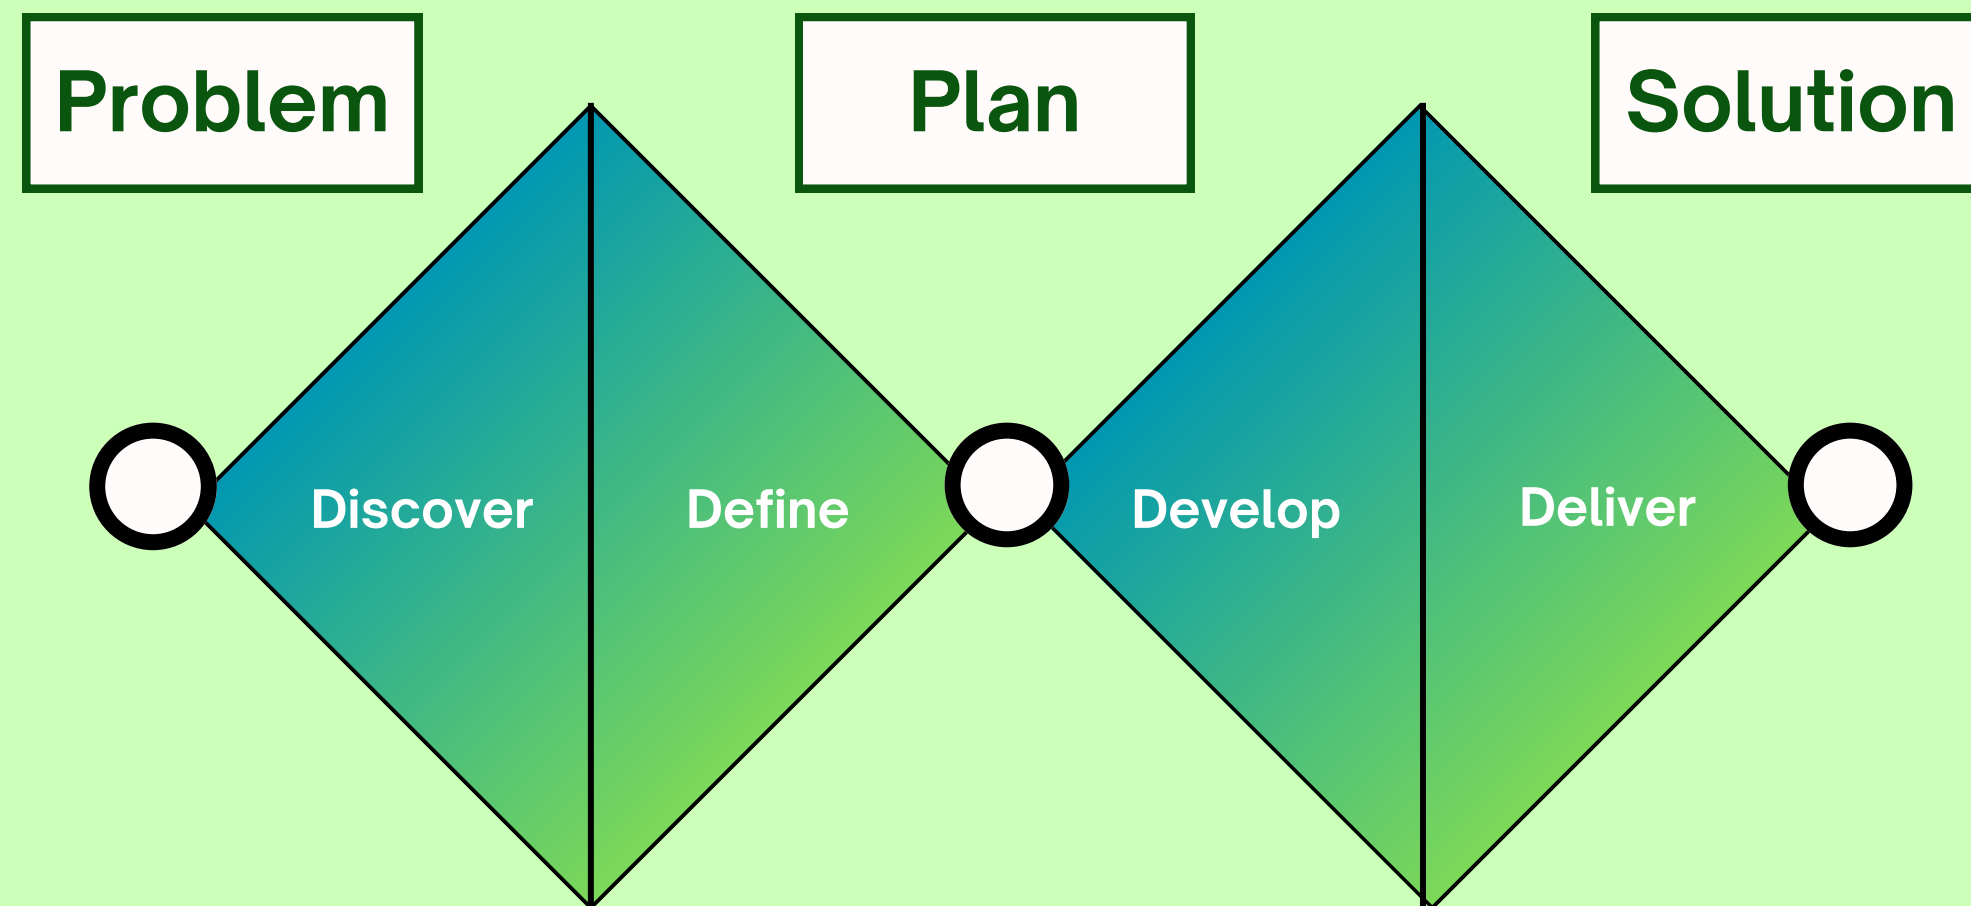 Problem
Plan
Solution
Discover
Define
Develop
Deliver